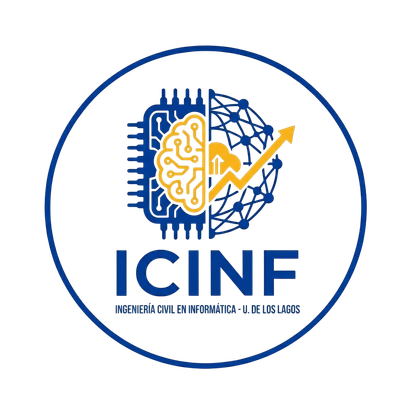 ICINF
INGENIERÍA CIVIL EN INFORMÁTICA - U. DE LOS LAGOS